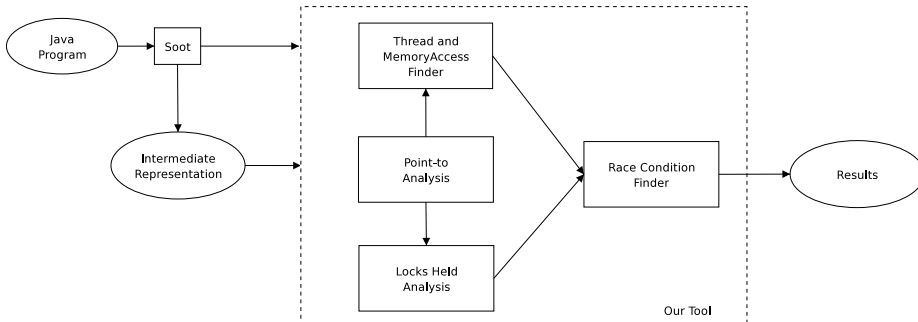 Java
Program
Soot
Thread and
MemoryAccess
Finder
Intermediate
Representation
Point-to
Analysis
Race Condition
Finder
Results
Locks Held
Analysis
Our Tool